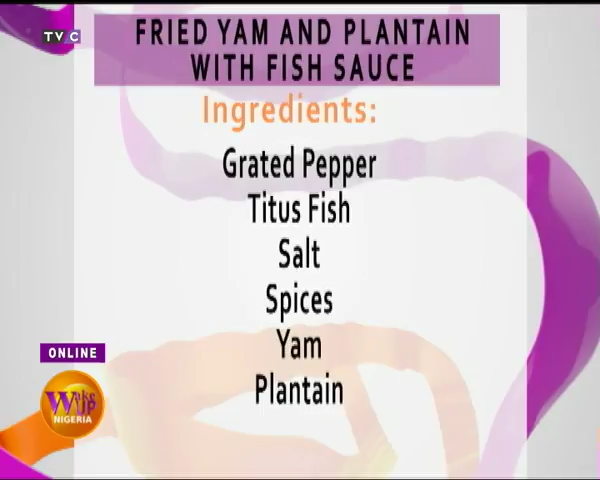 TVC
FRIED YAM AND PLANTAIN
WITH FISH SAUCE
Ingredients:
Grated Pepper
Titus Fish
Salt
Spices
Yam
Plantain
ONLINE
Wake
UP
NIGERIA